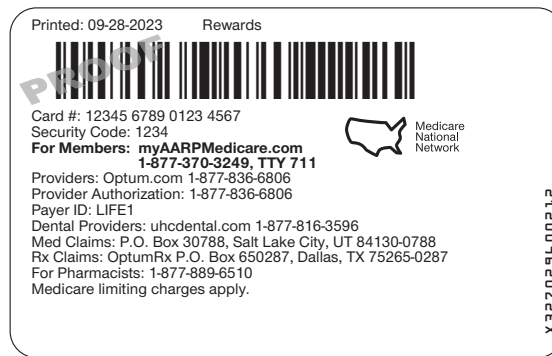 Printed: 09-28-2023 Rewards
PROOF
Card #: 12345 6789 0123 4567
Security Code: 1234
For Members: myAARPMedicare.com
1-877-370-3249, TTY 711
Medicare
National
Network
Providers: Optum.com 1-877-836-6806
Provider Authorization: 1-877-836-6806
Payer ID: LIFE1
Dental Providers: uhcdental.com 1-877-816-3596
Med Claims: P.O. Box 30788, Salt Lake City, UT 84130-0788
Rx Claims: OptumRx P.O. Box 650287, Dallas, TX 75265-0287
For Pharmacists: 1-877-889-6510
Medicare limiting charges apply.